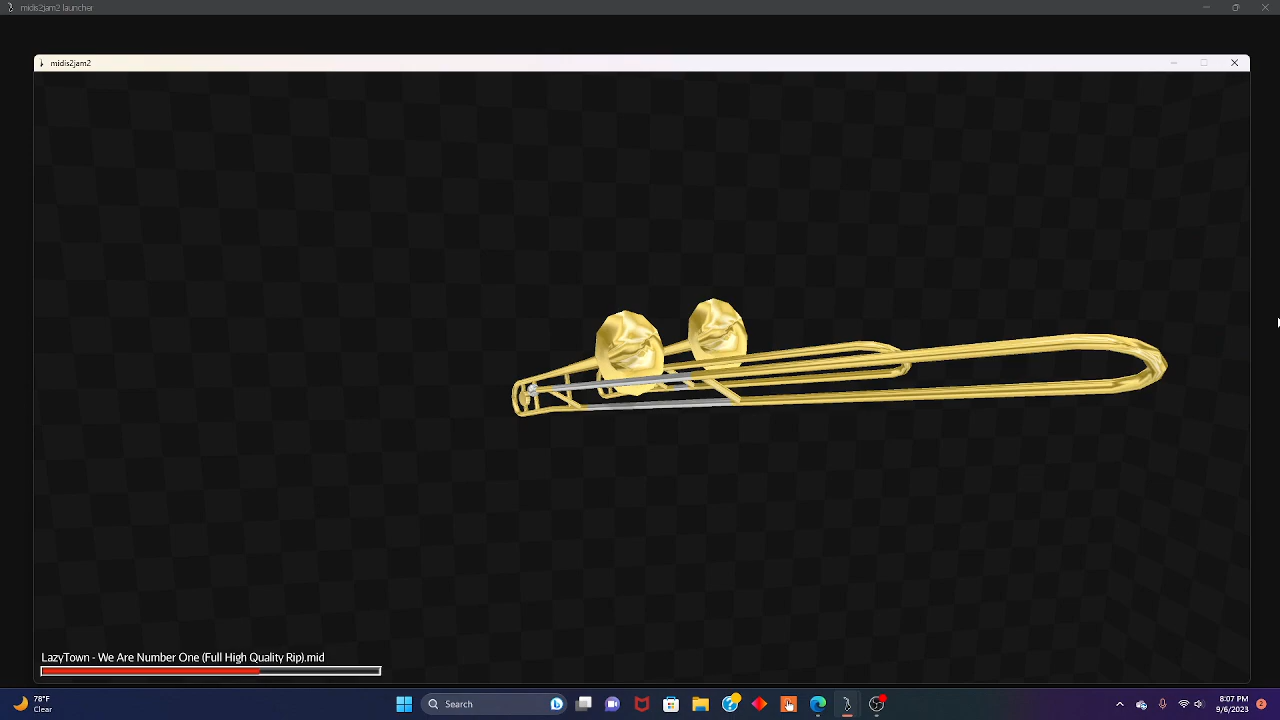 midis2jam2 launcher
midis2jam2
LazyTown - We Are Number One (Full High Quality Rip).mid
78°F
Clear
Search
8:07 PM
9/6/2023
2